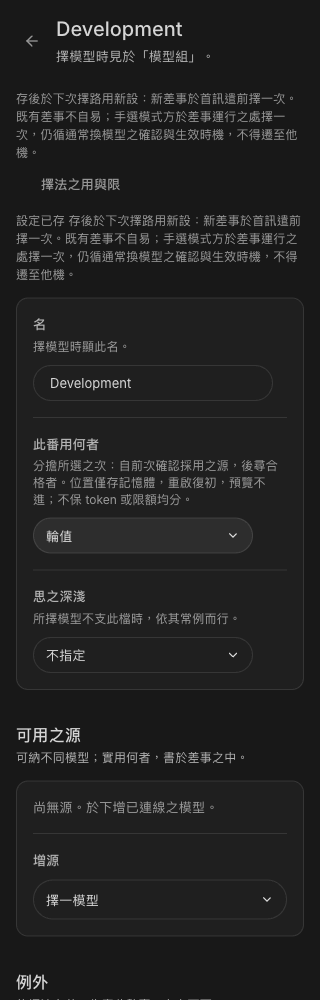 Development
擇模型時見於「模型組」。
存後於下次擇路用新設：新差事於首訊遣前擇一次。
既有差事不自易；手選模式方於差事運行之處擇一
次，仍循通常換模型之確認與生效時機，不得遷至他
機。
擇法之用與限
設定已存 存後於下次擇路用新設：新差事於首訊遣前
擇一次。既有差事不自易；手選模式方於差事運行之
處擇一次，仍循通常換模型之確認與生效時機，不得
遷至他機。
名
擇模型時顯此名。
Development
此番用何者
分擔所選之次：自前次確認採用之源，後尋合
格者。位置僅存記憶體，重啟復初，預覽不
進；不保 token 或限額均分。
輪值
思之深淺
所擇模型不支此檔時，依其常例而行。
不指定
可用之源
可納不同模型；實用何者，書於差事之中。
尚無源。於下增已連線之模型。
增源
擇一模型
例外